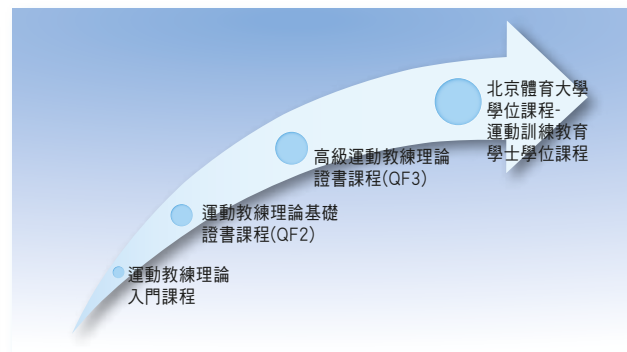 北京體育大學
學位課程-
運動訓練教育
學士學位課程
高級運動教練理論
證書課程(QF3)
運動教練理論基礎
證書課程(QF2)
運動教練理論
入門課程